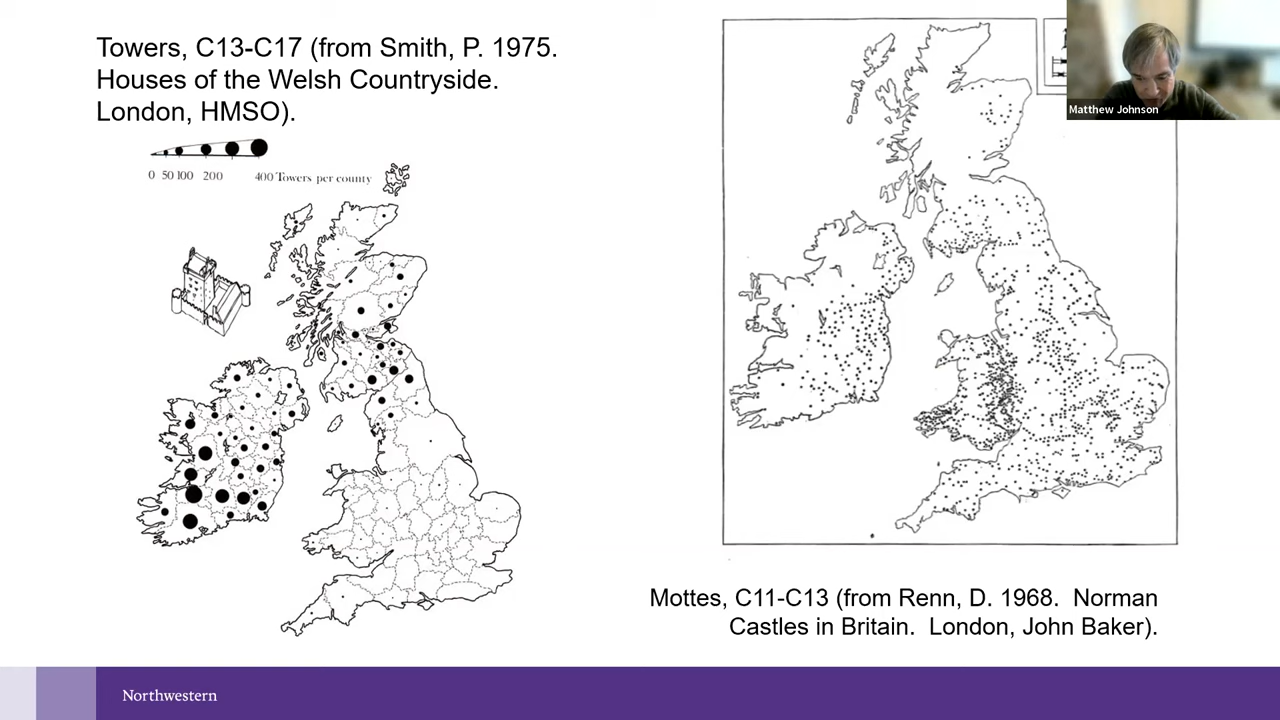 Towers, C13-C17 (from Smith, P. 1975.
Houses of the Welsh Countryside.
London, HMSO).
0 50 100 200 400 Towers per county
Matthew Johnson
Mottes, C11-C13 (from Renn, D. 1968. Norman
Castles in Britain. London, John Baker).
Northwestern